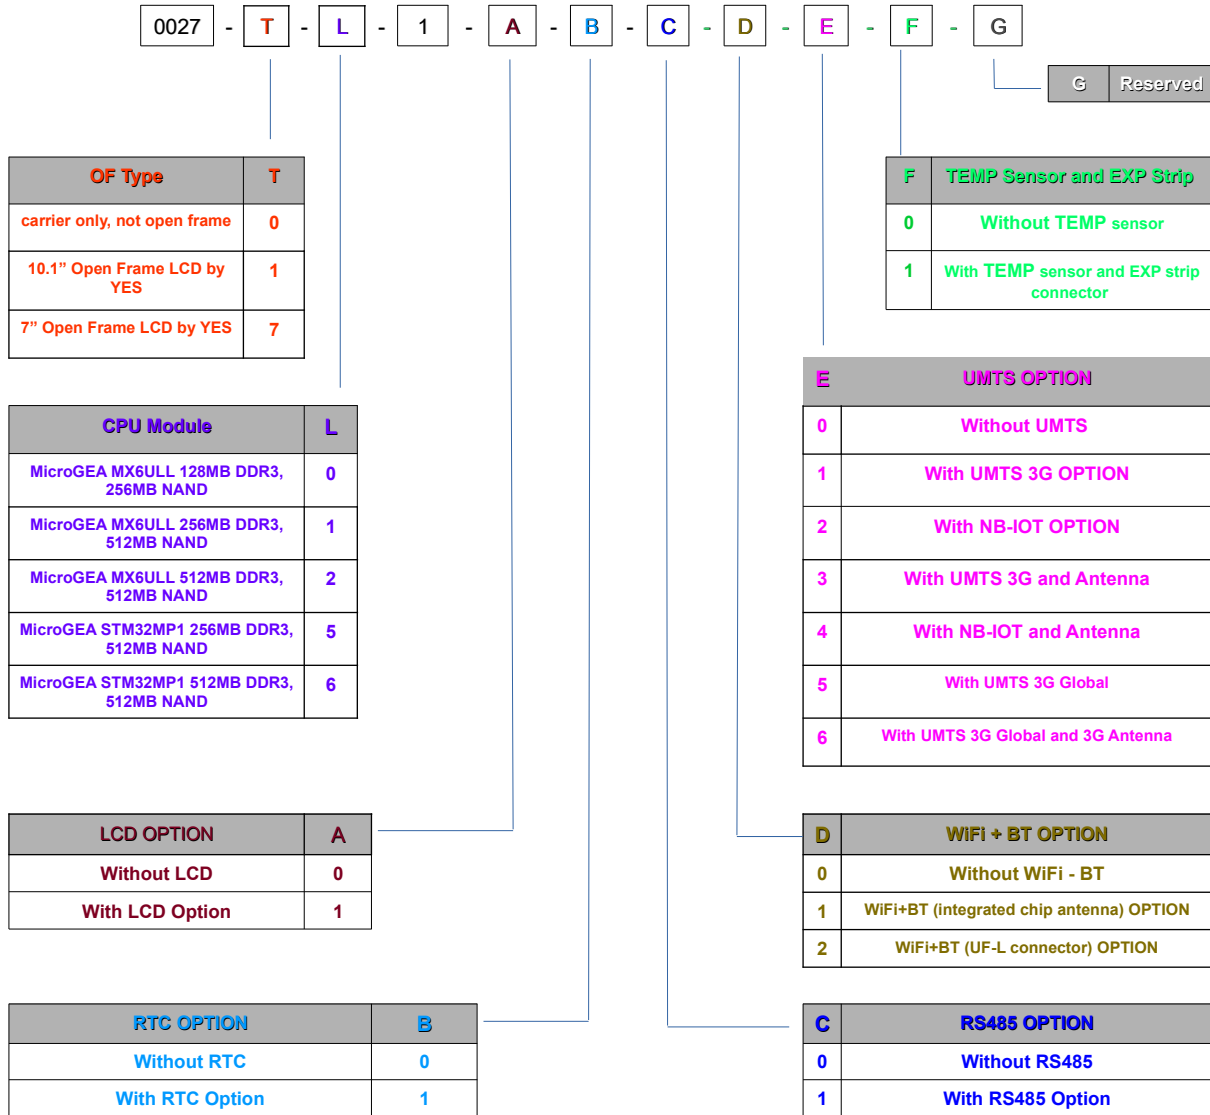 0027 - T - L - 1 - A - B - C - D - E - F - G
G Reserved
OF Type T
carrier only, not open frame 0
10.1” Open Frame LCD by
YES
1
7” Open Frame LCD by YES 7
F TEMP Sensor and EXP Strip
0 Without TEMP sensor
1 With TEMP sensor and EXP strip
connector
CPU Module L
MicroGEA MX6ULL 128MB DDR3,
256MB NAND
0
MicroGEA MX6ULL 256MB DDR3,
512MB NAND
1
MicroGEA MX6ULL 512MB DDR3,
512MB NAND
2
MicroGEA STM32MP1 256MB DDR3,
512MB NAND
5
MicroGEA STM32MP1 512MB DDR3,
512MB NAND
6
E UMTS OPTION
0 Without UMTS
1 With UMTS 3G OPTION
2 With NB-IOT OPTION
3 With UMTS 3G and Antenna
4 With NB-IOT and Antenna
5 With UMTS 3G Global
6 With UMTS 3G Global and 3G Antenna
LCD OPTION A
Without LCD 0
With LCD Option 1
D WiFi + BT OPTION
0 Without WiFi - BT
1 WiFi+BT (integrated chip antenna) OPTION
2 WiFi+BT (UF-L connector) OPTION
RTC OPTION B
Without RTC 0
With RTC Option 1
C RS485 OPTION
0 Without RS485
1 With RS485 Option